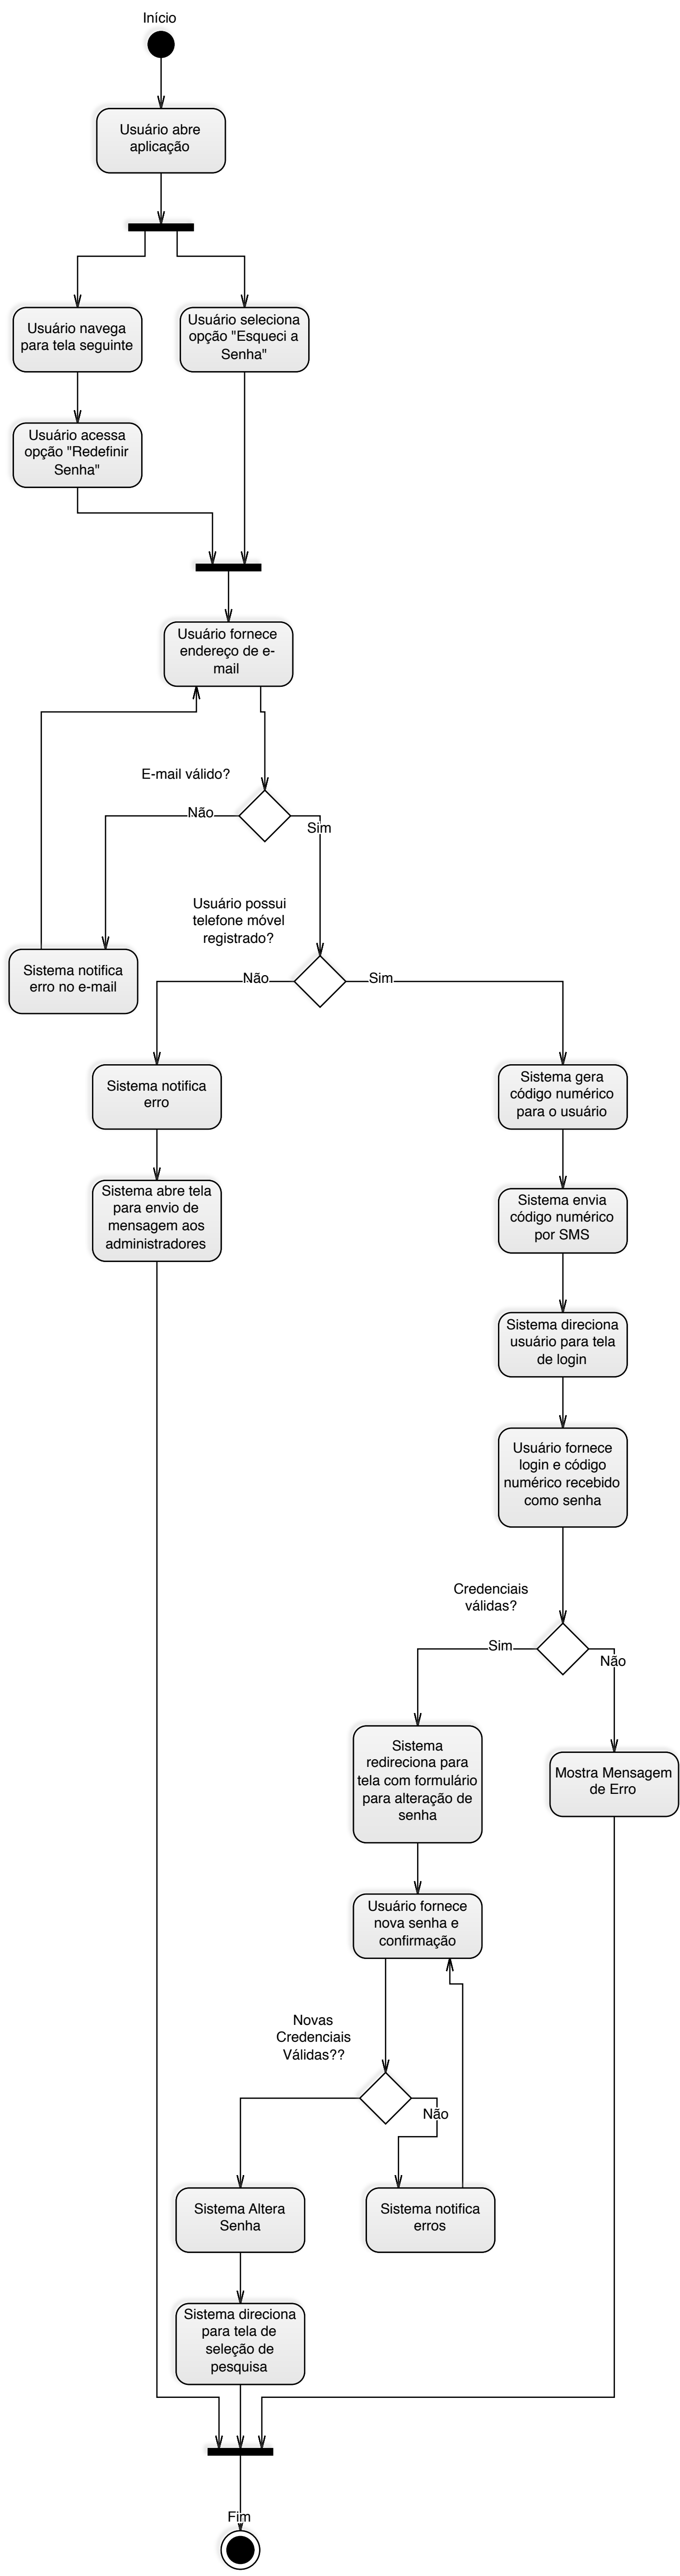 Início
Usuário abre
aplicação
Usuário navega
para tela seguinte
Usuário seleciona
opção "Esqueci a
Senha"
Usuário acessa
opção "Redefinir
Senha"
Usuário fornece
endereço de e-
mail
E-mail válido?
Não
Sim
Usuário possui
telefone móvel
registrado?
Sistema notifica
erro no e-mail
Não
Sim
Sistema notifica
erro
Sistema gera
código numérico
para o usuário
Sistema abre tela
para envio de
mensagem aos
administradores
Sistema envia
código numérico
por SMS
Sistema direciona
usuário para tela
de login
Usuário fornece
login e código
numérico recebido
como senha
Credenciais
válidas?
Sim
Não
Sistema
redireciona para
tela com formulário
para alteração de
senha
Mostra Mensagem
de Erro
Usuário fornece
nova senha e
confirmação
Novas
Credenciais
Válidas??
Não
Sistema Altera
Senha
Sistema notifica
erros
Sistema direciona
para tela de
seleção de
pesquisa
Fim